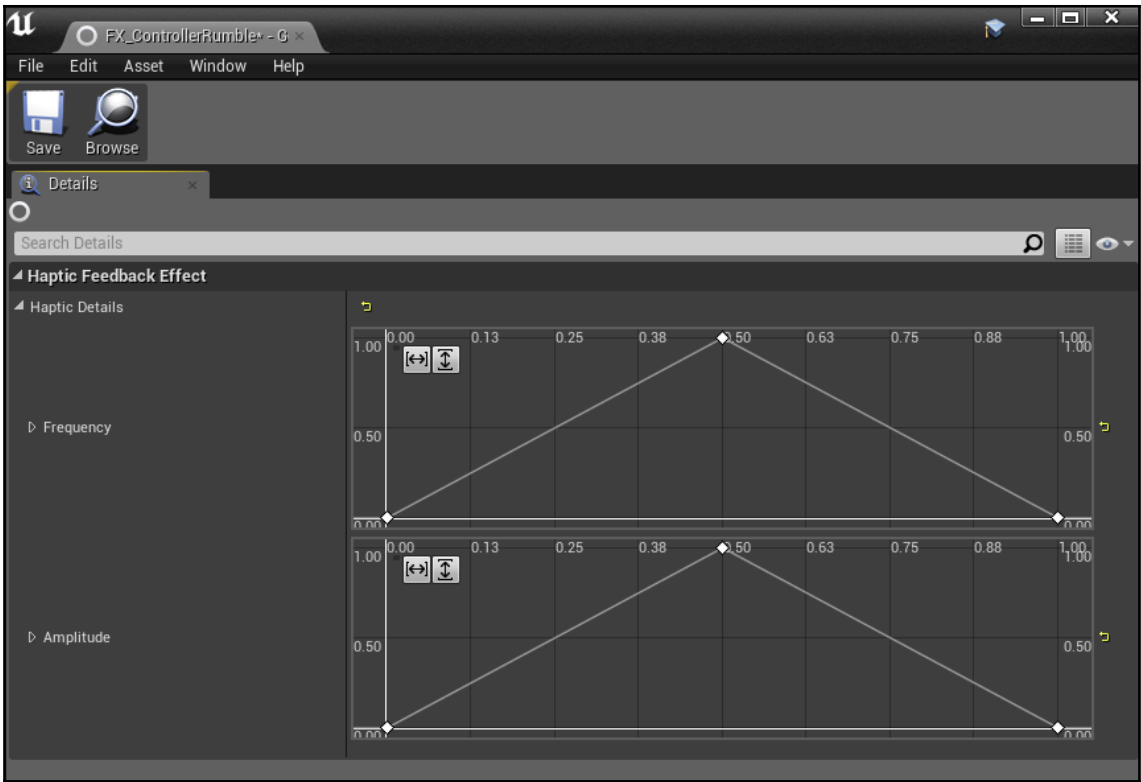 FX_ControllerRumble* - G
File Edit Asset Window Help
Save Browse
Details
Search Details
Haptic Feedback Effect
Haptic Details
0.00 0.13 0.25 0.38 0.50 0.63 0.75 0.88 1.00
1.00 1.00
Frequency
0.50 0.50
0.00 0.00
0.00 0.13 0.25 0.38 0.50 0.63 0.75 0.88 1.00
1.00 1.00
Amplitude
0.50 0.50
0.00 0.00